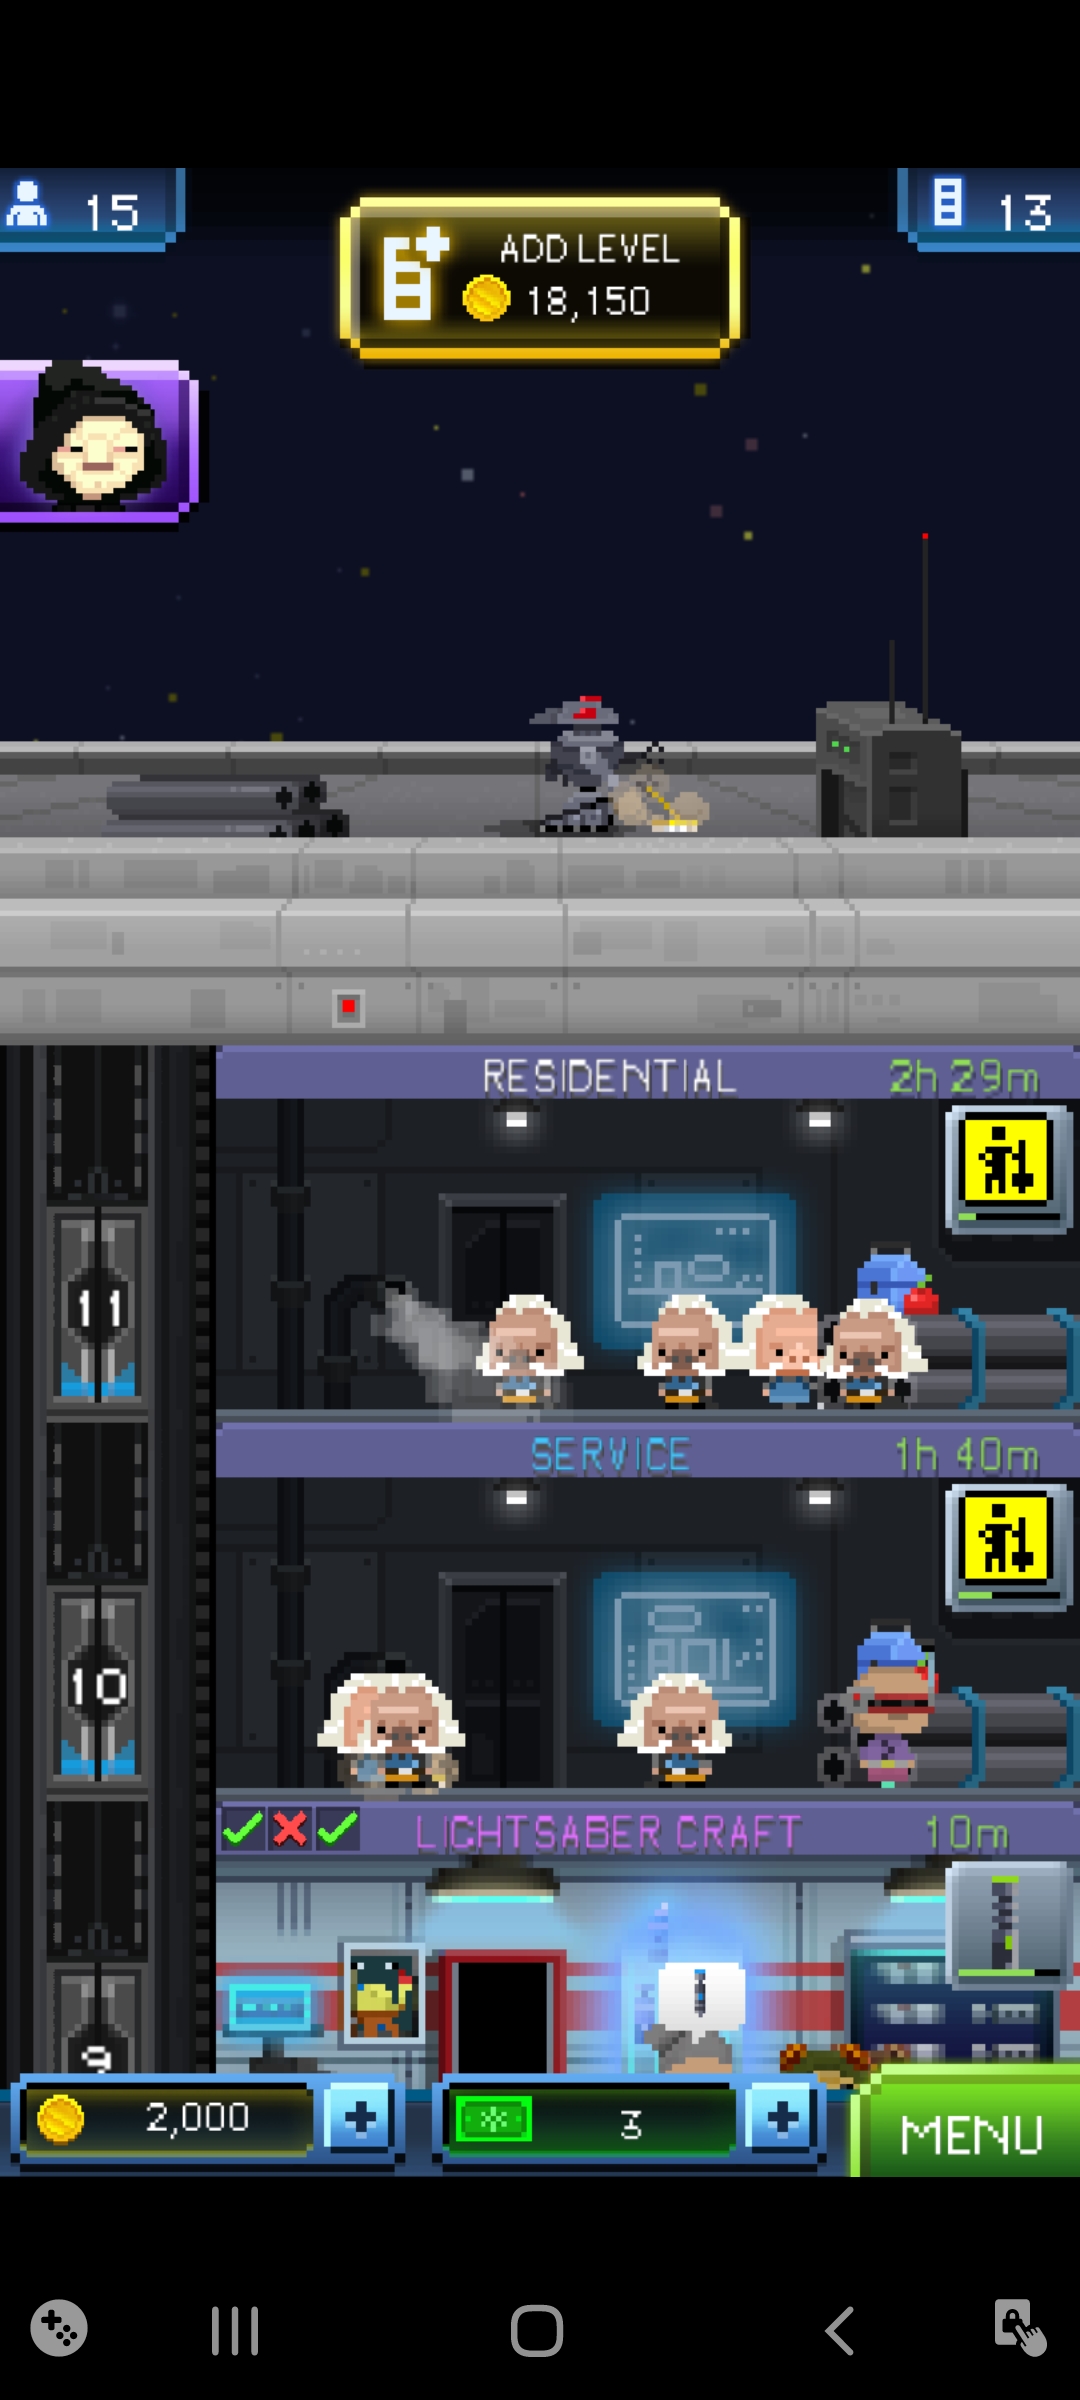 15
ADD LEVEL
18,150
13
RESIDENTIAL 2h 29m
11
SERVICE 1h 40m
10
LIGHTSABER CRAFT 10m
9
2,000
3
MENU